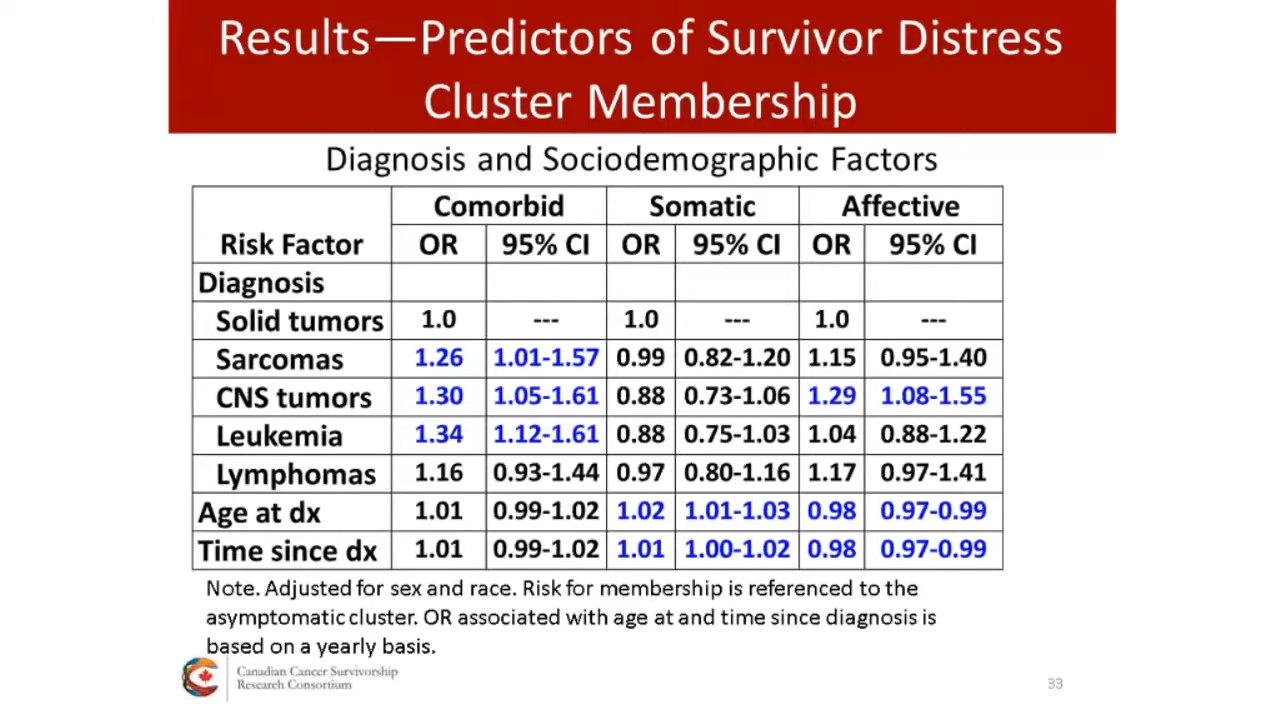 Results—Predictors of Survivor Distress
Cluster Membership
Diagnosis and Sociodemographic Factors
Comorbid Somatic Affective
Risk Factor OR 95% CI OR 95% CI OR 95% CI
Diagnosis
Solid tumors 1.0 --- 1.0 --- 1.0 ---
Sarcomas 1.26 1.01-1.57 0.99 0.82-1.20 1.15 0.95-1.40
CNS tumors 1.30 1.05-1.61 0.88 0.73-1.06 1.29 1.08-1.55
Leukemia 1.34 1.12-1.61 0.88 0.75-1.03 1.04 0.88-1.22
Lymphomas 1.16 0.93-1.44 0.97 0.80-1.16 1.17 0.97-1.41
Age at dx 1.01 0.99-1.02 1.02 1.01-1.03 0.98 0.97-0.99
Time since dx 1.01 0.99-1.02 1.01 1.00-1.02 0.98 0.97-0.99
Note. Adjusted for sex and race. Risk for membership is referenced to the
asymptomatic cluster. OR associated with age at and time since diagnosis is
based on a yearly basis.
Canadian Cancer Survivorship
Research Consortium
33